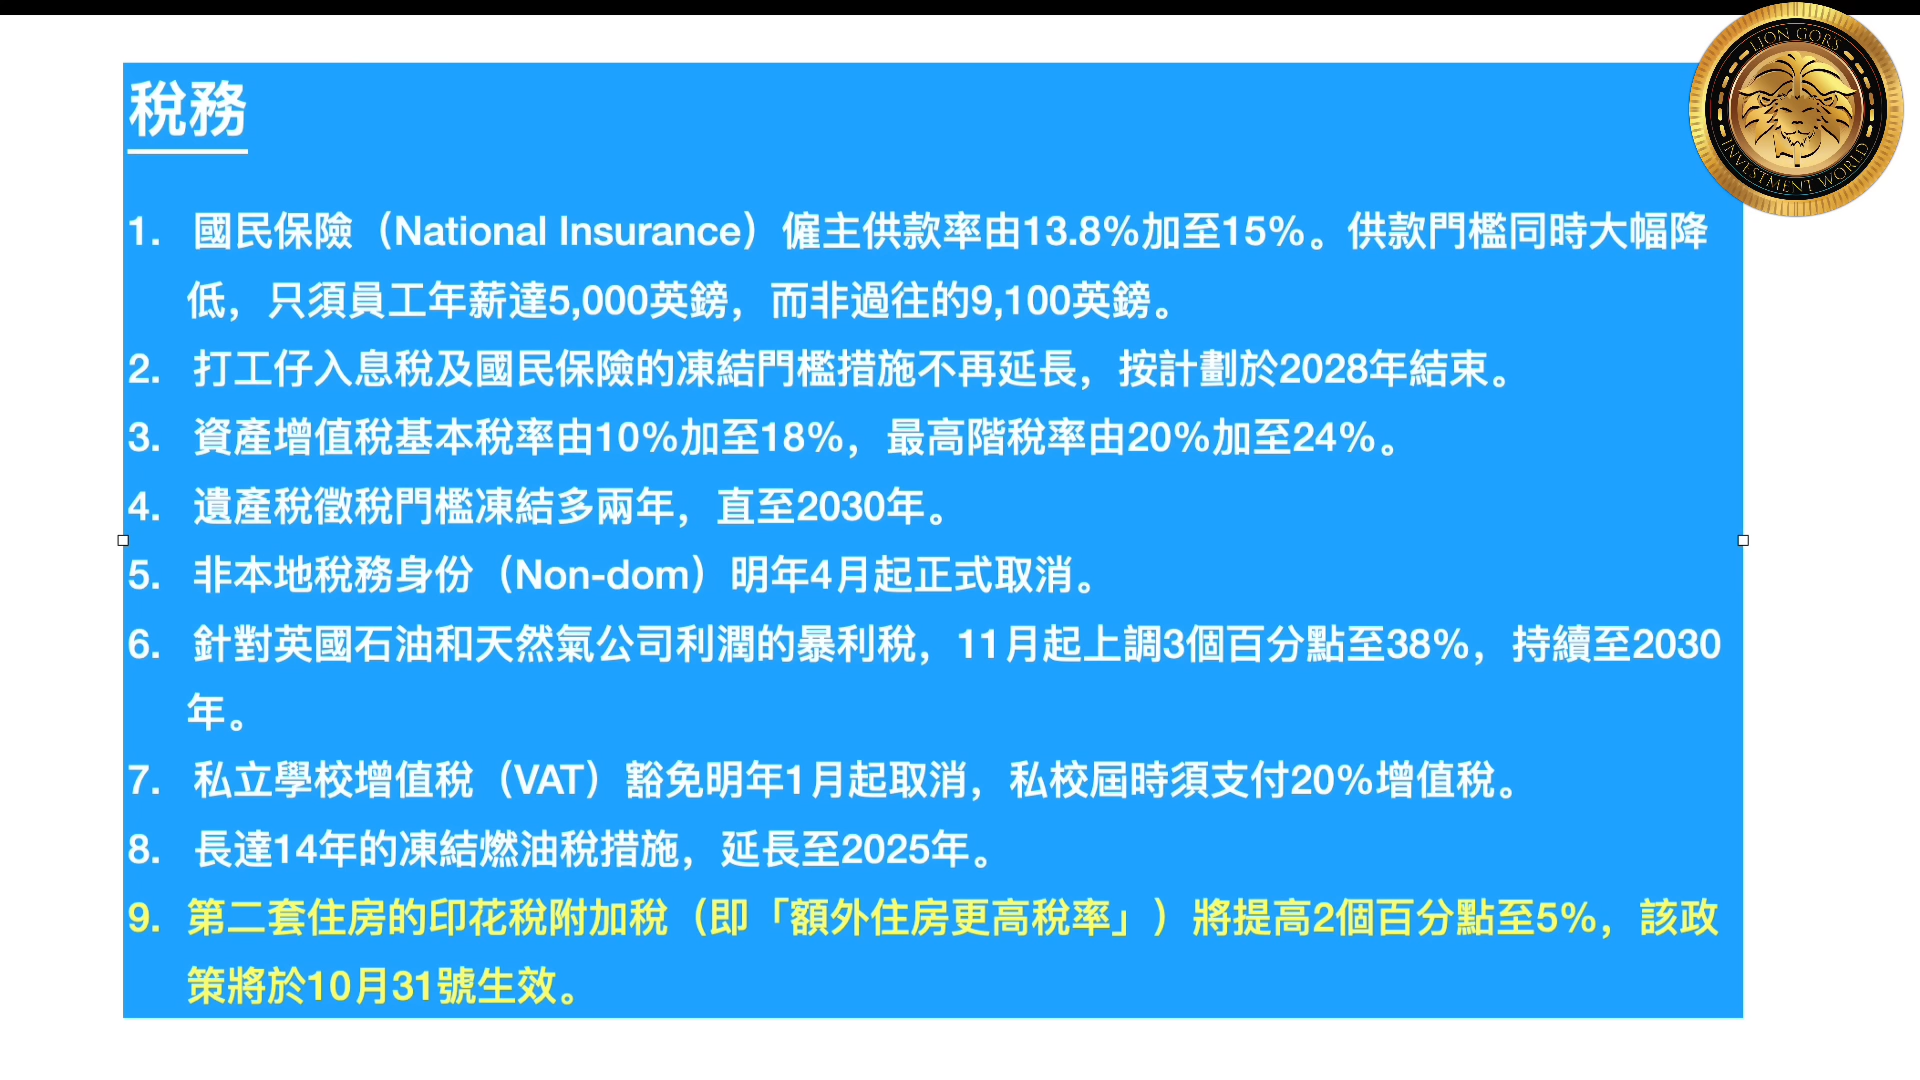 稅務
LION GORS
INVESTMENT WORLD
1. 國民保險（National Insurance）僱主供款率由13.8%加至15%。供款門檻同時大幅降
低，只須員工年薪達5,000英鎊，而非過往的9,100英鎊。
2. 打工仔入息稅及國民保險的凍結門檻措施不再延長，按計劃於2028年結束。
3. 資產增值稅基本稅率由10%加至18%，最高階稅率由20%加至24%。
4. 遺產稅徵稅門檻凍結多兩年，直至2030年。
5. 非本地稅務身份（Non-dom）明年4月起正式取消。
6. 針對英國石油和天然氣公司利潤的暴利稅，11月起上調3個百分點至38%，持續至2030
年。
7. 私立學校增值稅（VAT）豁免明年1月起取消，私校屆時須支付20%增值稅。
8. 長達14年的凍結燃油稅措施，延長至2025年。
9. 第二套住房的印花稅附加稅（即「額外住房更高稅率」）將提高2個百分點至5%，該政
策將於10月31號生效。